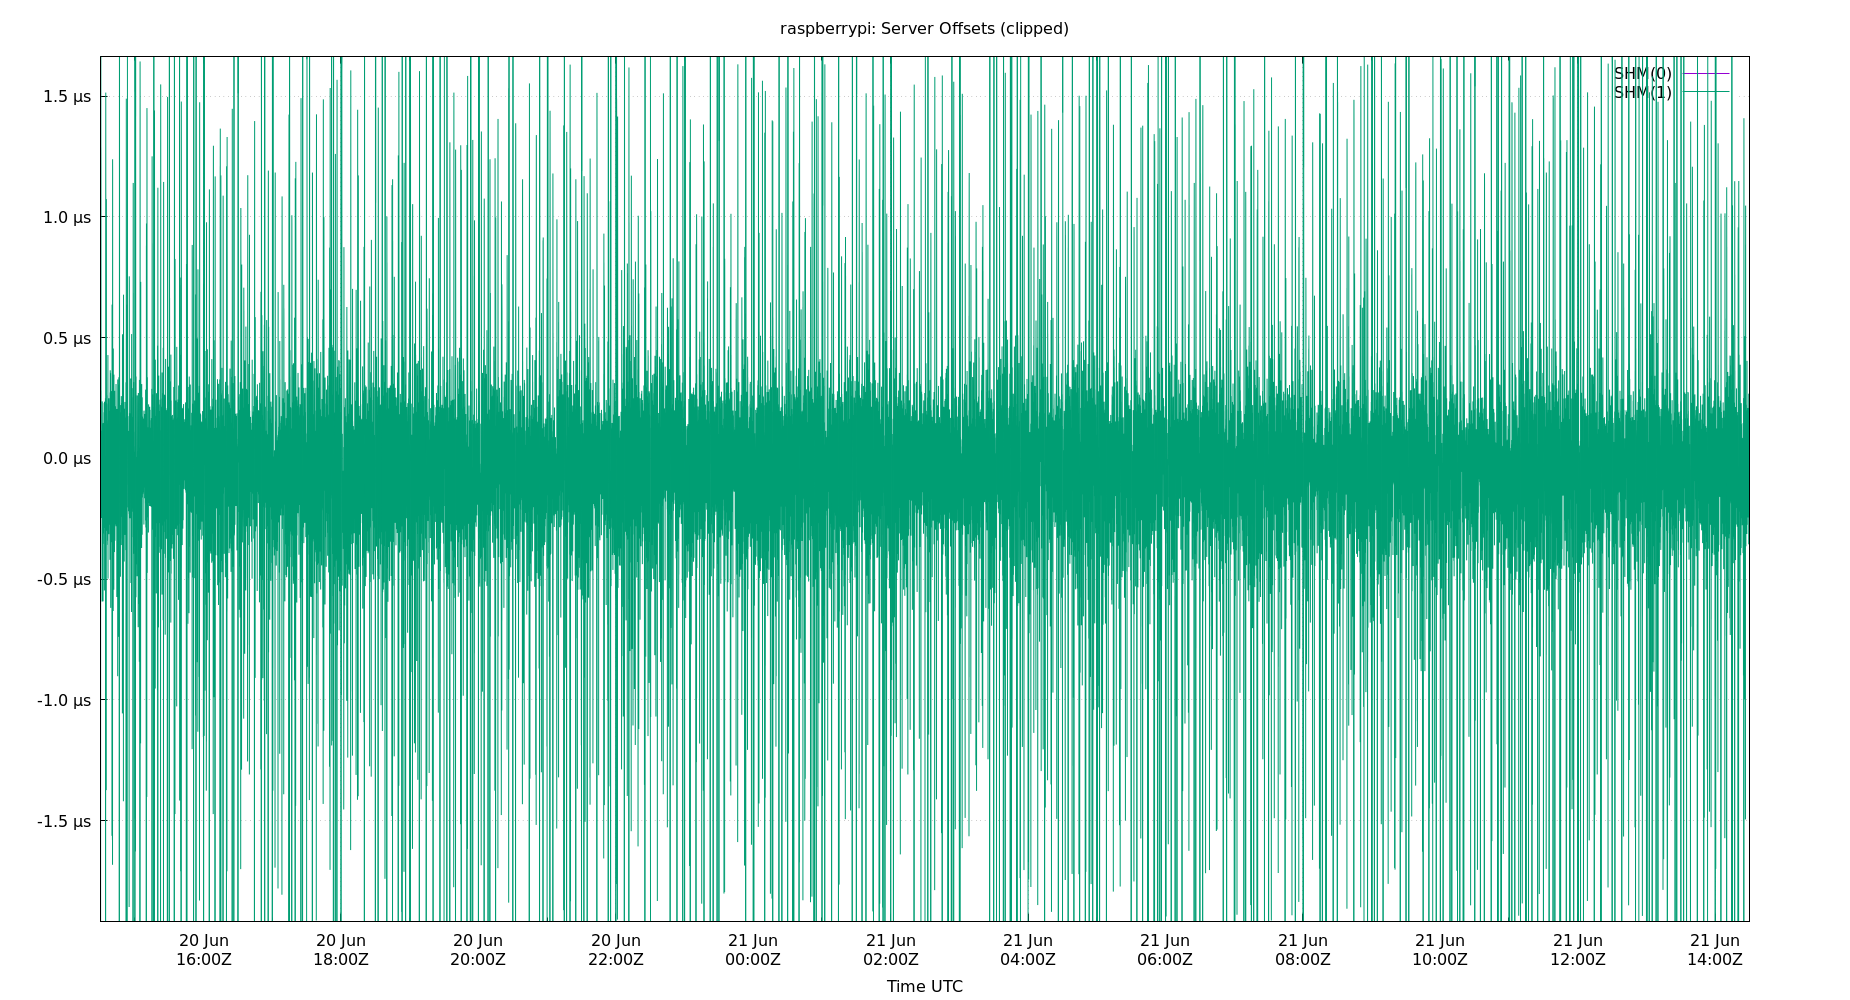 raspberrypi: Server Offsets (clipped)
SHM(0)
SHM(1)
1.5 µs
1.0 µs
0.5 µs
0.0 µs
-0.5 µs
-1.0 µs
-1.5 µs
20 Jun 20 Jun 20 Jun 20 Jun 21 Jun 21 Jun 21 Jun 21 Jun 21 Jun 21 Jun 21 Jun 21 Jun
16:00Z 18:00Z 20:00Z 22:00Z 00:00Z 02:00Z 04:00Z 06:00Z 08:00Z 10:00Z 12:00Z 14:00Z
Time UTC